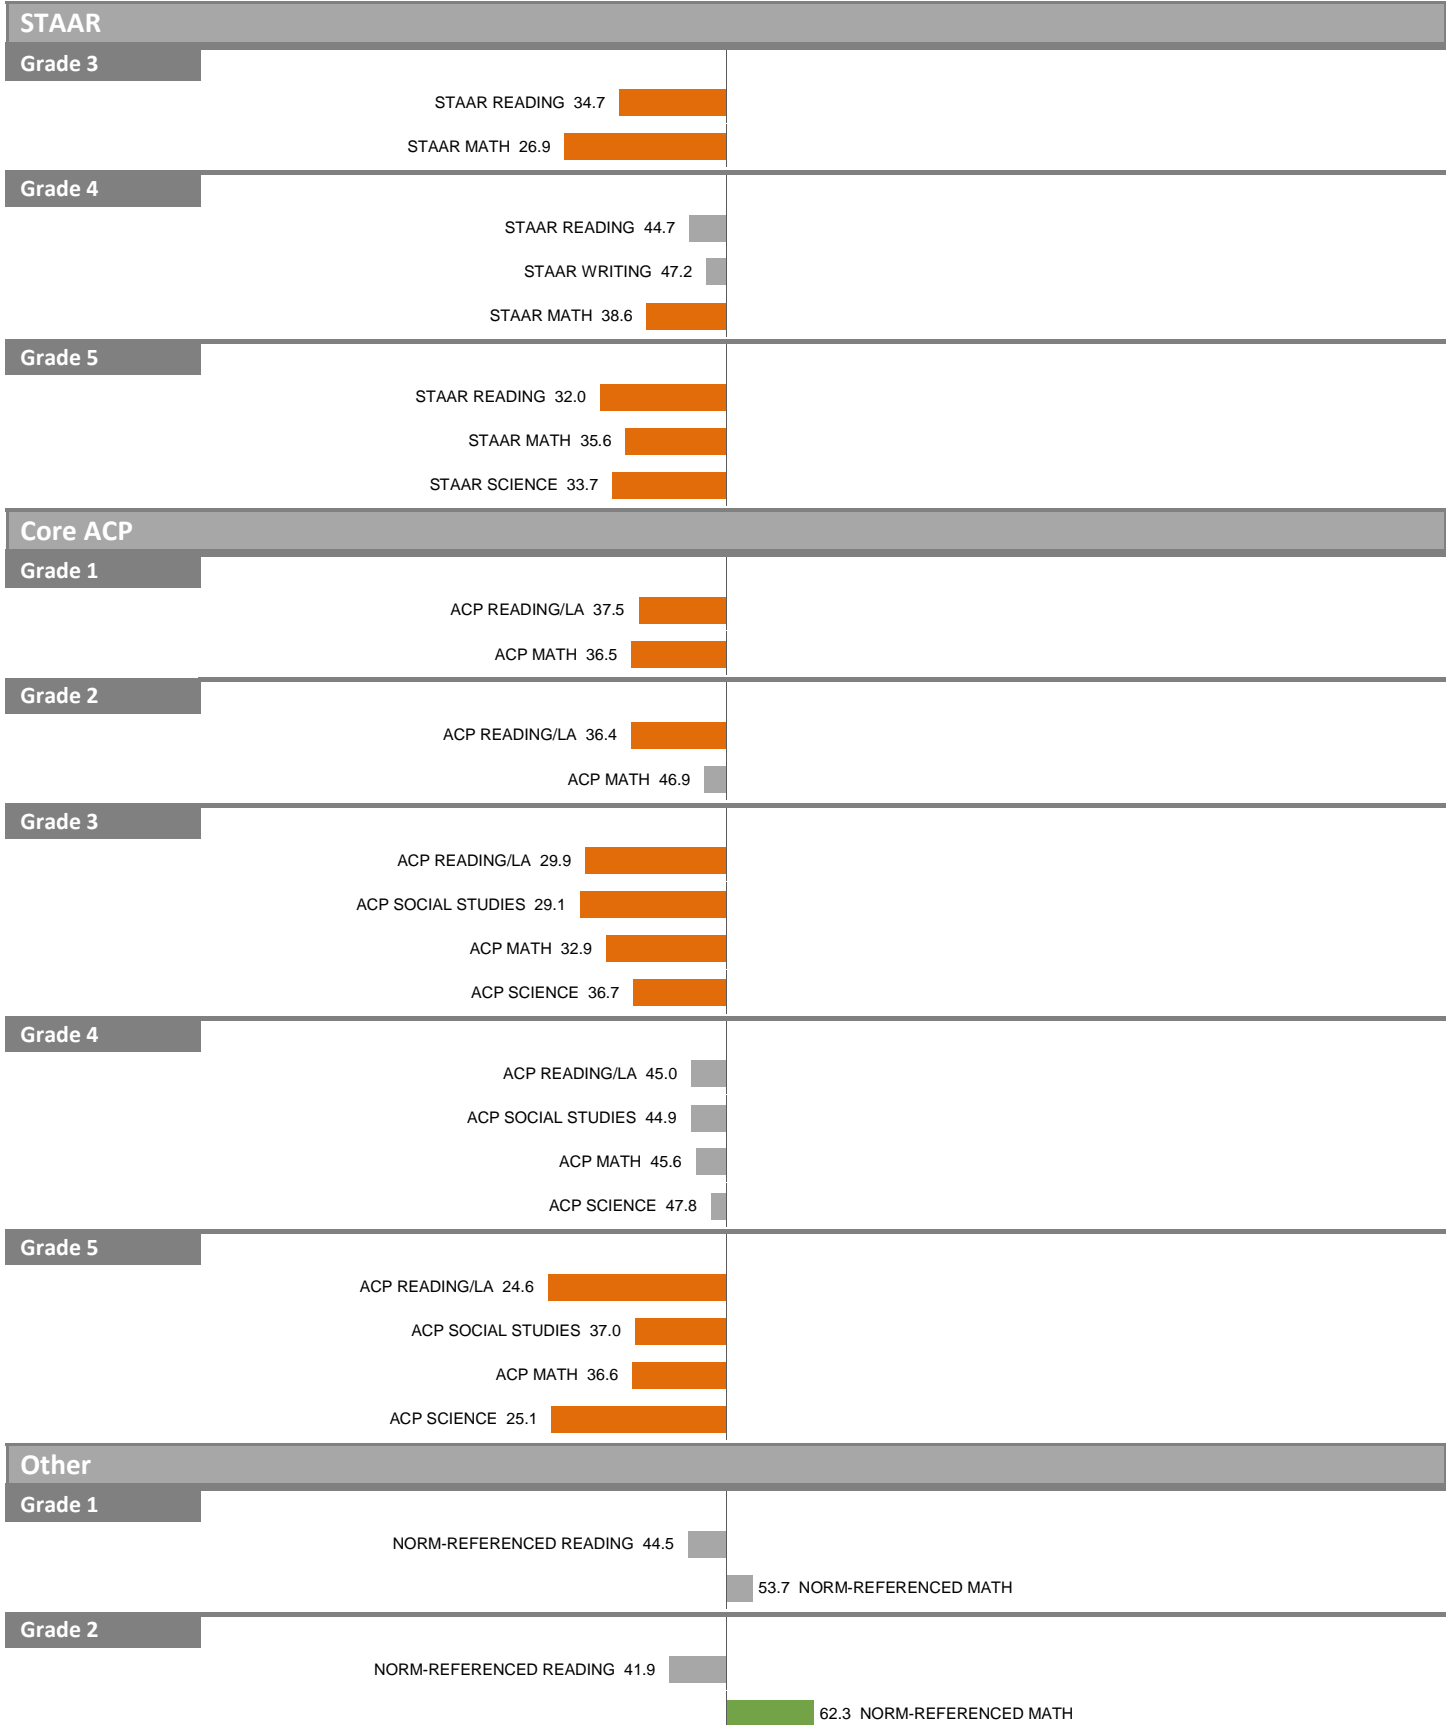 STAAR
Grade 3
STAAR READING 34.7
STAAR MATH 26.9
Grade 4
STAAR READING 44.7
STAAR WRITING 47.2
STAAR MATH 38.6
Grade 5
STAAR READING 32.0
STAAR MATH 35.6
STAAR SCIENCE 33.7
Core ACP
Grade 1
ACP READING/LA 37.5
ACP MATH 36.5
Grade 2
ACP READING/LA 36.4
ACP MATH 46.9
Grade 3
ACP READING/LA 29.9
ACP SOCIAL STUDIES 29.1
ACP MATH 32.9
ACP SCIENCE 36.7
Grade 4
ACP READING/LA 45.0
ACP SOCIAL STUDIES 44.9
ACP MATH 45.6
ACP SCIENCE 47.8
Grade 5
ACP READING/LA 24.6
ACP SOCIAL STUDIES 37.0
ACP MATH 36.6
ACP SCIENCE 25.1
Other
Grade 1
NORM-REFERENCED READING 44.5
53.7 NORM-REFERENCED MATH
Grade 2
NORM-REFERENCED READING 41.9
62.3 NORM-REFERENCED MATH